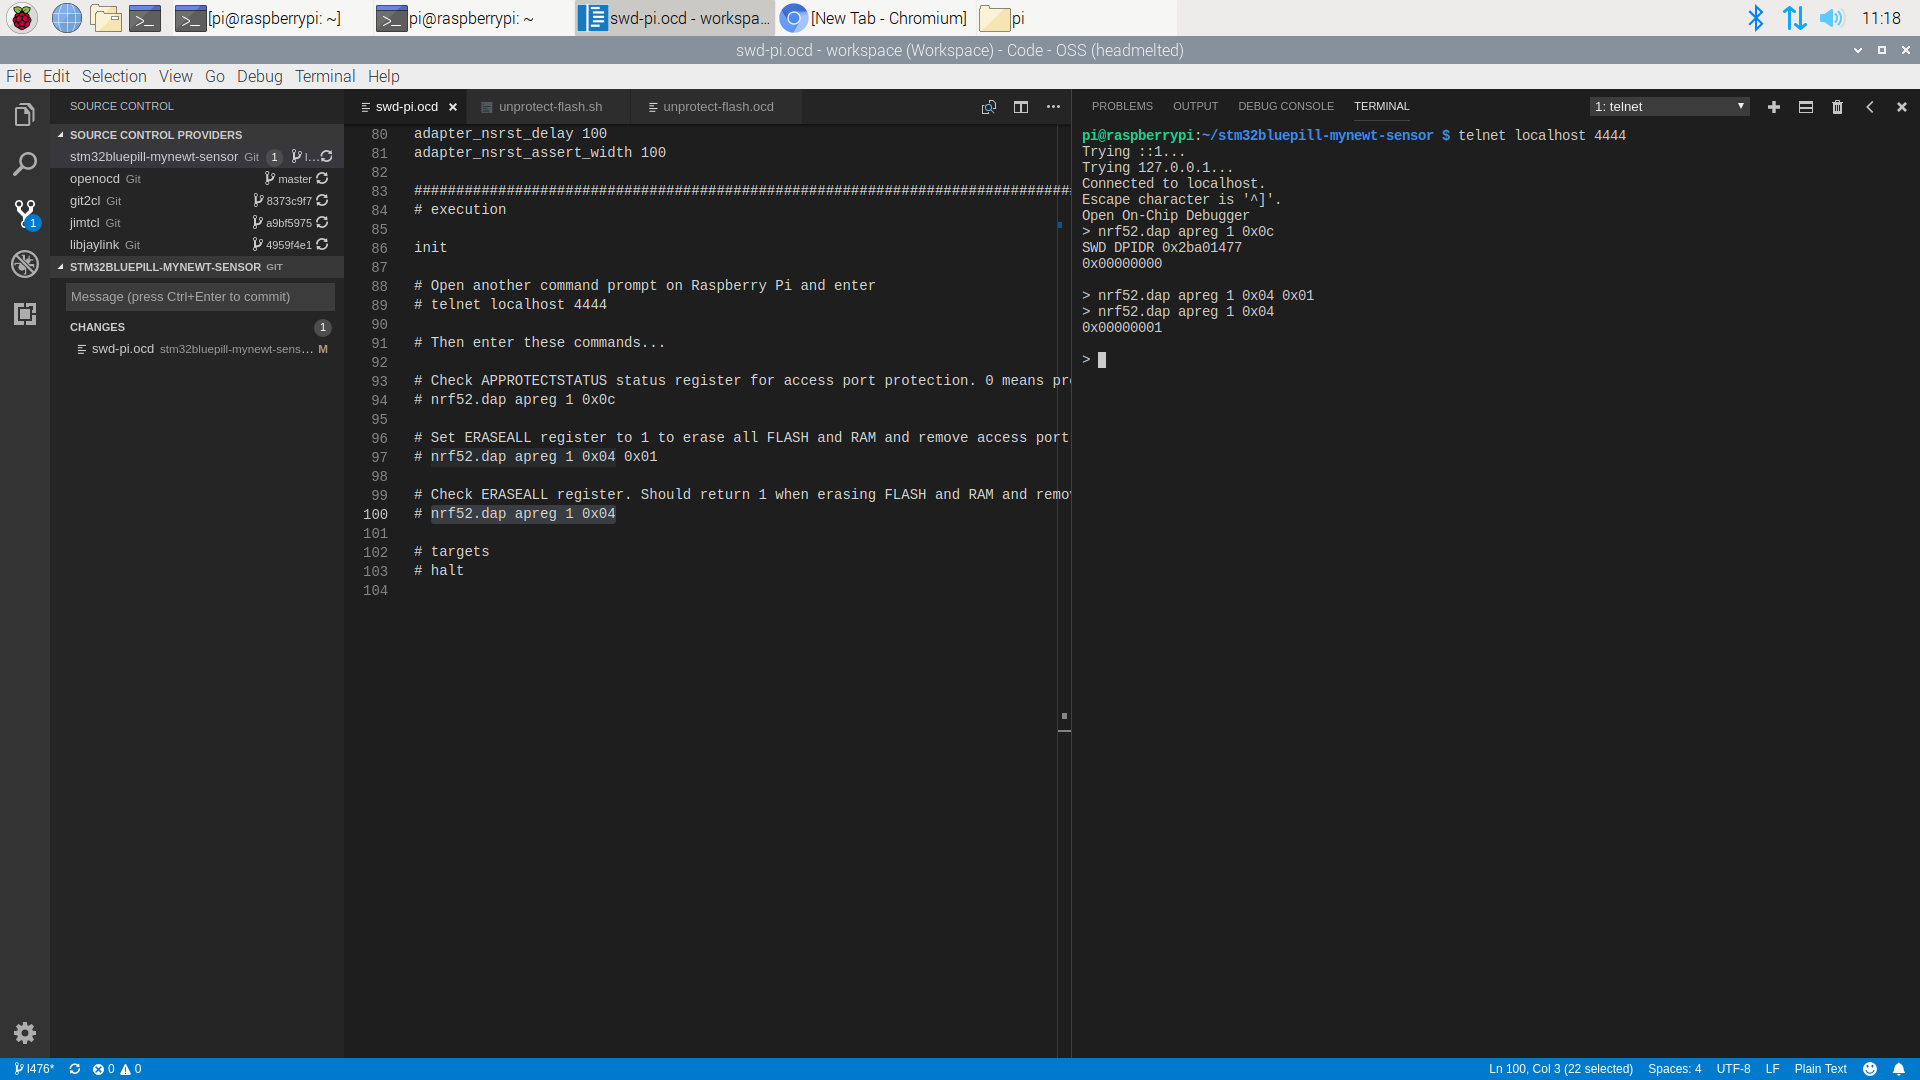 [pi@raspberrypi: ~]
pi@raspberrypi: ~
swd-pi.ocd - workspa...
[New Tab - Chromium]
pi
11:18
swd-pi.ocd - workspace (Workspace) - Code - OSS (headmelted)
File Edit Selection View Go Debug Terminal Help
SOURCE CONTROL
SOURCE CONTROL PROVIDERS
stm32bluepill-mynewt-sensor Git 1 l...
openocd Git master
git2cl Git 8373c9f7
jimtcl Git a9bf5975
libjaylink Git 4959f4e1
1
STM32BLUEPILL-MYNEWT-SENSOR GIT
Message (press Ctrl+Enter to commit)
CHANGES 1
swd-pi.ocd stm32bluepill-mynewt-sens... M
swd-pi.ocd unprotect-flash.sh unprotect-flash.ocd
80 adapter_nsrst_delay 100
81 adapter_nsrst_assert_width 100
82
83 ##############################################################################
84 # execution
85
86 init
87
88 # Open another command prompt on Raspberry Pi and enter
89 # telnet localhost 4444
90
91 # Then enter these commands...
92
93 # Check APPROTECTSTATUS status register for access port protection. 0 means pro
94 # nrf52.dap apreg 1 0x0c
95
96 # Set ERASEALL register to 1 to erase all FLASH and RAM and remove access port
97 # nrf52.dap apreg 1 0x04 0x01
98
99 # Check ERASEALL register. Should return 1 when erasing FLASH and RAM and remov
100 # nrf52.dap apreg 1 0x04
101
102 # targets
103 # halt
104
PROBLEMS OUTPUT DEBUG CONSOLE TERMINAL
1: telnet
pi@raspberrypi:~/stm32bluepill-mynewt-sensor $ telnet localhost 4444
Trying ::1...
Trying 127.0.0.1...
Connected to localhost.
Escape character is '^]'.
Open On-Chip Debugger
> nrf52.dap apreg 1 0x0c
SWD DPIDR 0x2ba01477
0x00000000
> nrf52.dap apreg 1 0x04 0x01
> nrf52.dap apreg 1 0x04
0x00000001
>
l476* 0 0
Ln 100, Col 3 (22 selected) Spaces: 4 UTF-8 LF Plain Text